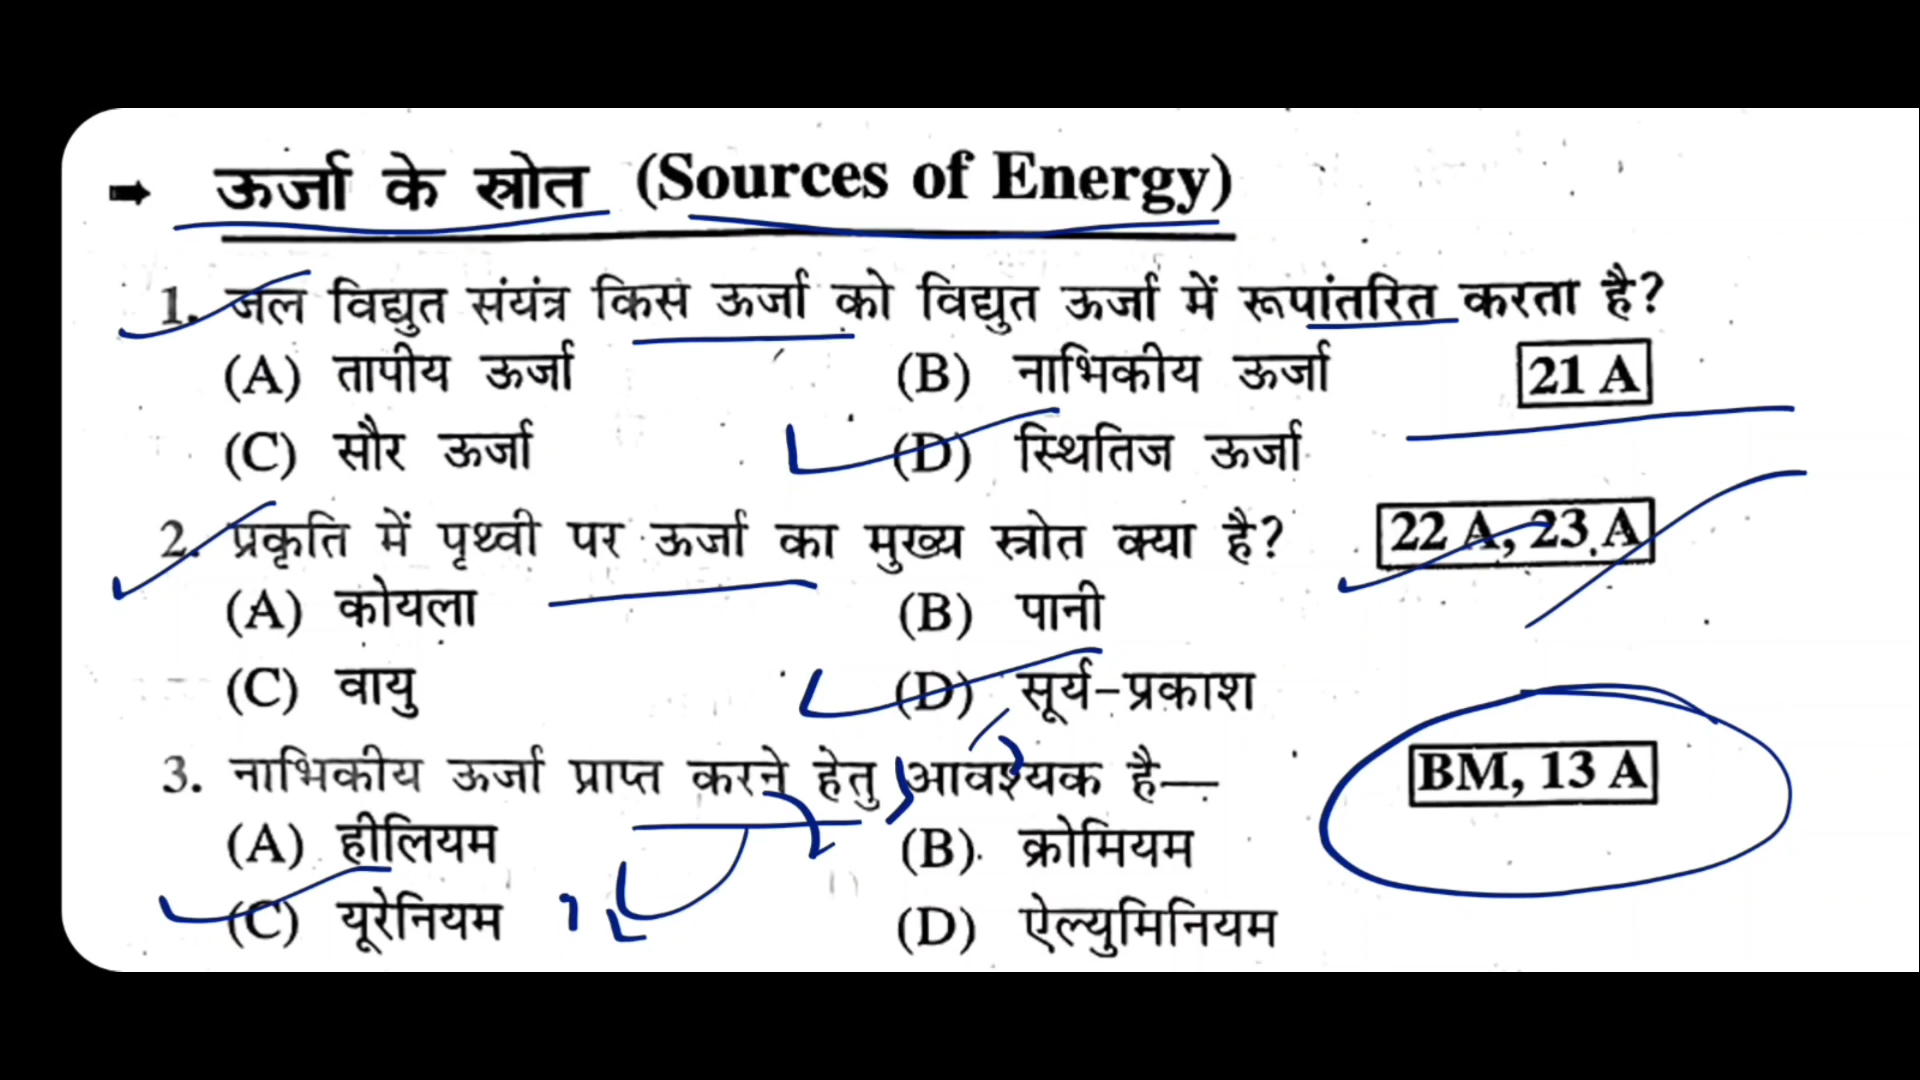 ➡ ऊर्जा के स्रोत (Sources of Energy)
1. जल विद्युत संयंत्र किस ऊर्जा को विद्युत ऊर्जा में रूपांतरित करता है?
(A) तापीय ऊर्जा (B) नाभिकीय ऊर्जा 21 A
(C) सौर ऊर्जा (D) स्थितिज ऊर्जा
2. प्रकृति में पृथ्वी पर ऊर्जा का मुख्य स्त्रोत क्या है? 22 A, 23 A
(A) कोयला (B) पानी
(C) वायु (D) सूर्य-प्रकाश
3. नाभिकीय ऊर्जा प्राप्त करने हेतु आवश्यक है— BM, 13 A
(A) हीलियम (B) क्रोमियम
(C) यूरेनियम (D) ऐल्युमिनियम